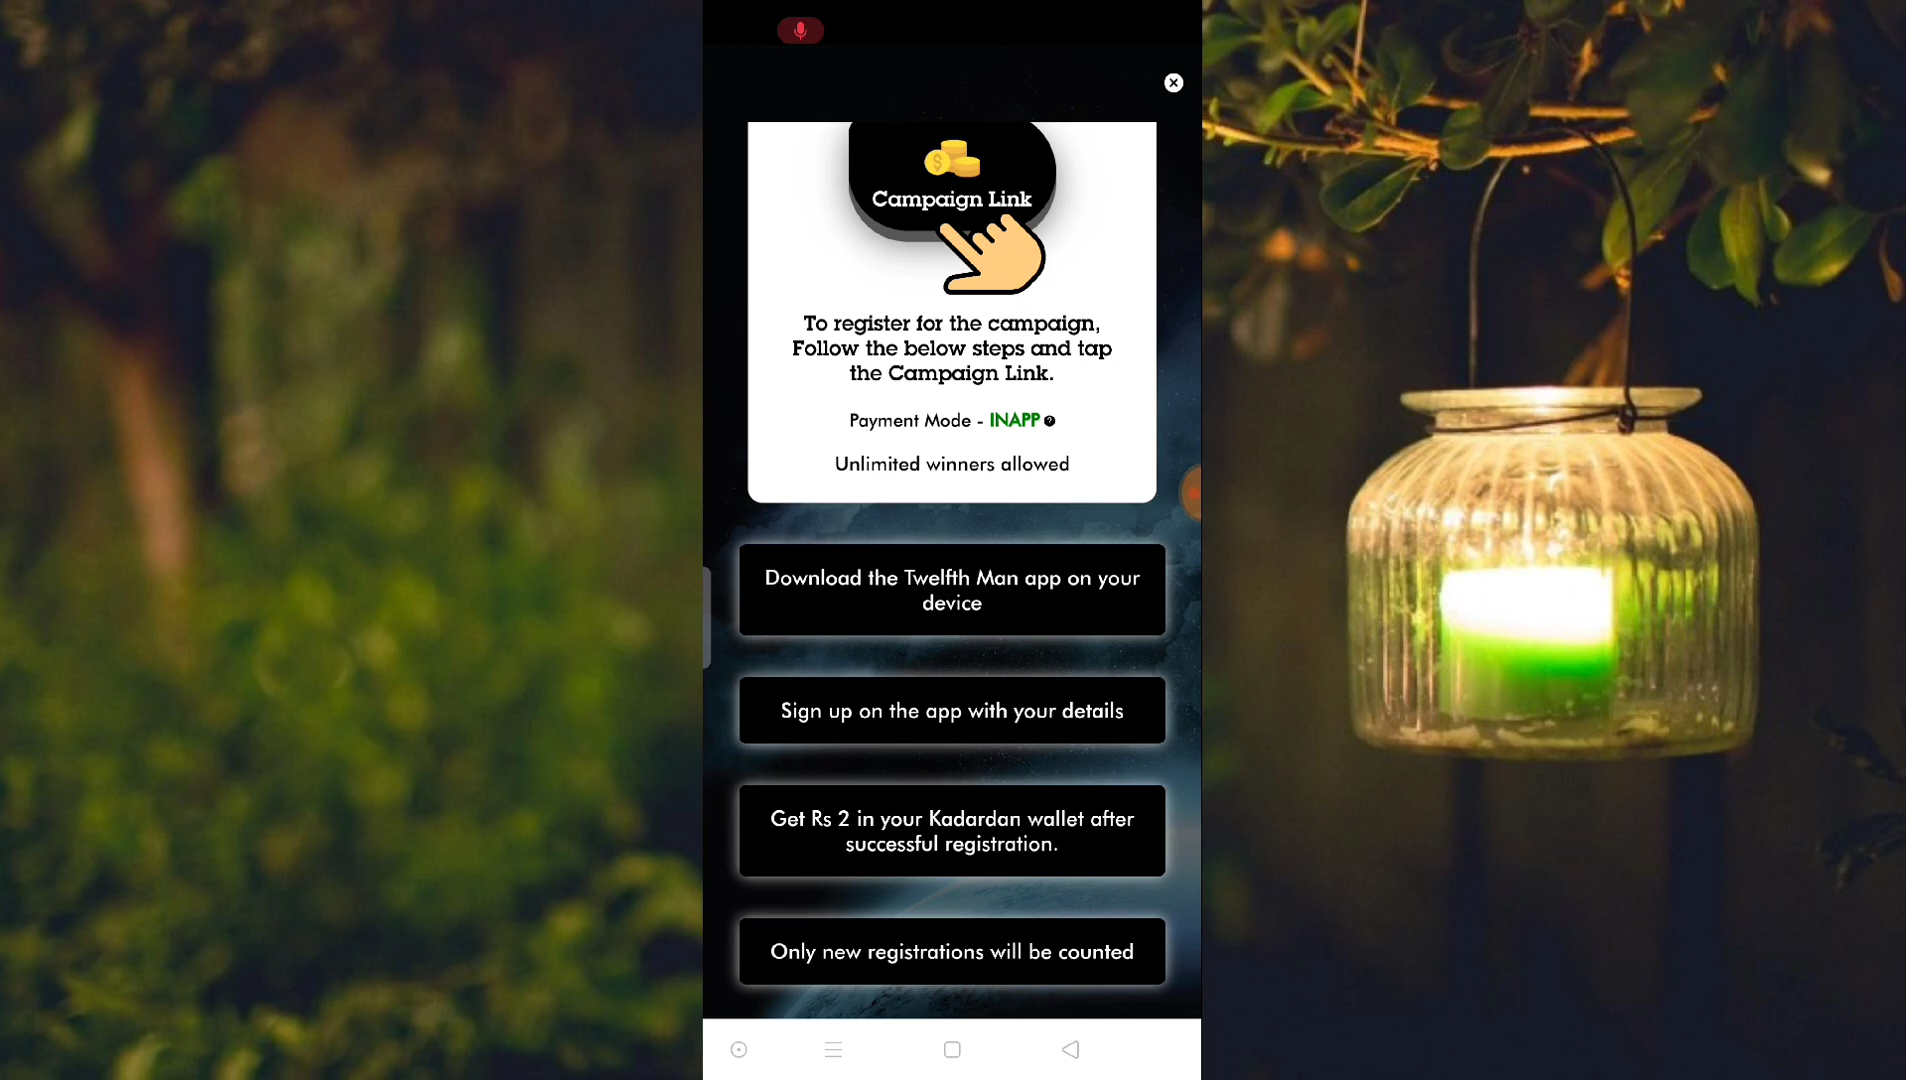 Campaign Link
To register for the campaign,
Follow the below steps and tap
the Campaign Link.
Payment Mode - INAPP
Unlimited winners allowed
Download the Twelfth Man app on your
device
Sign up on the app with your details
Get Rs 2 in your Kadardan wallet after
successful registration.
Only new registrations will be counted